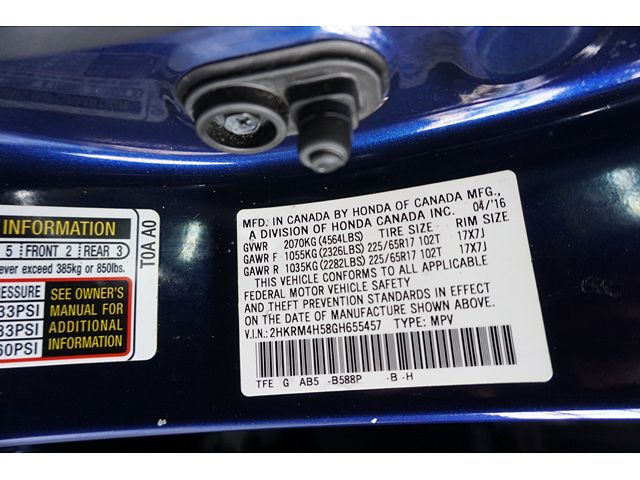 MFD. IN CANADA BY HONDA OF CANADA MFG.,
A DIVISION OF HONDA CANADA INC. 04/'16
GVWR 2070KG (4564LBS) TIRE SIZE RIM SIZE
GAWR F 1055KG (2326LBS) 225/65R17 102T 17X7J
GAWR R 1035KG (2282LBS) 225/65R17 102T 17X7J
THIS VEHICLE CONFORMS TO ALL APPLICABLE
FEDERAL MOTOR VEHICLE SAFETY
AND THEFT PREVENTION STANDARDS IN EFFECT
ON THE DATE OF MANUFACTURE SHOWN ABOVE.
V.I.N.: 2HKRM4H58GH655457 TYPE: MPV
TFE G AB5 -B588P -B -H
INFORMATION
5 FRONT 2 REAR 3
never exceed 385kg or 850lbs.
PRESSURE
33PSI
33PSI
60PSI
SEE OWNER'S
MANUAL FOR
ADDITIONAL
INFORMATION
T0A A0